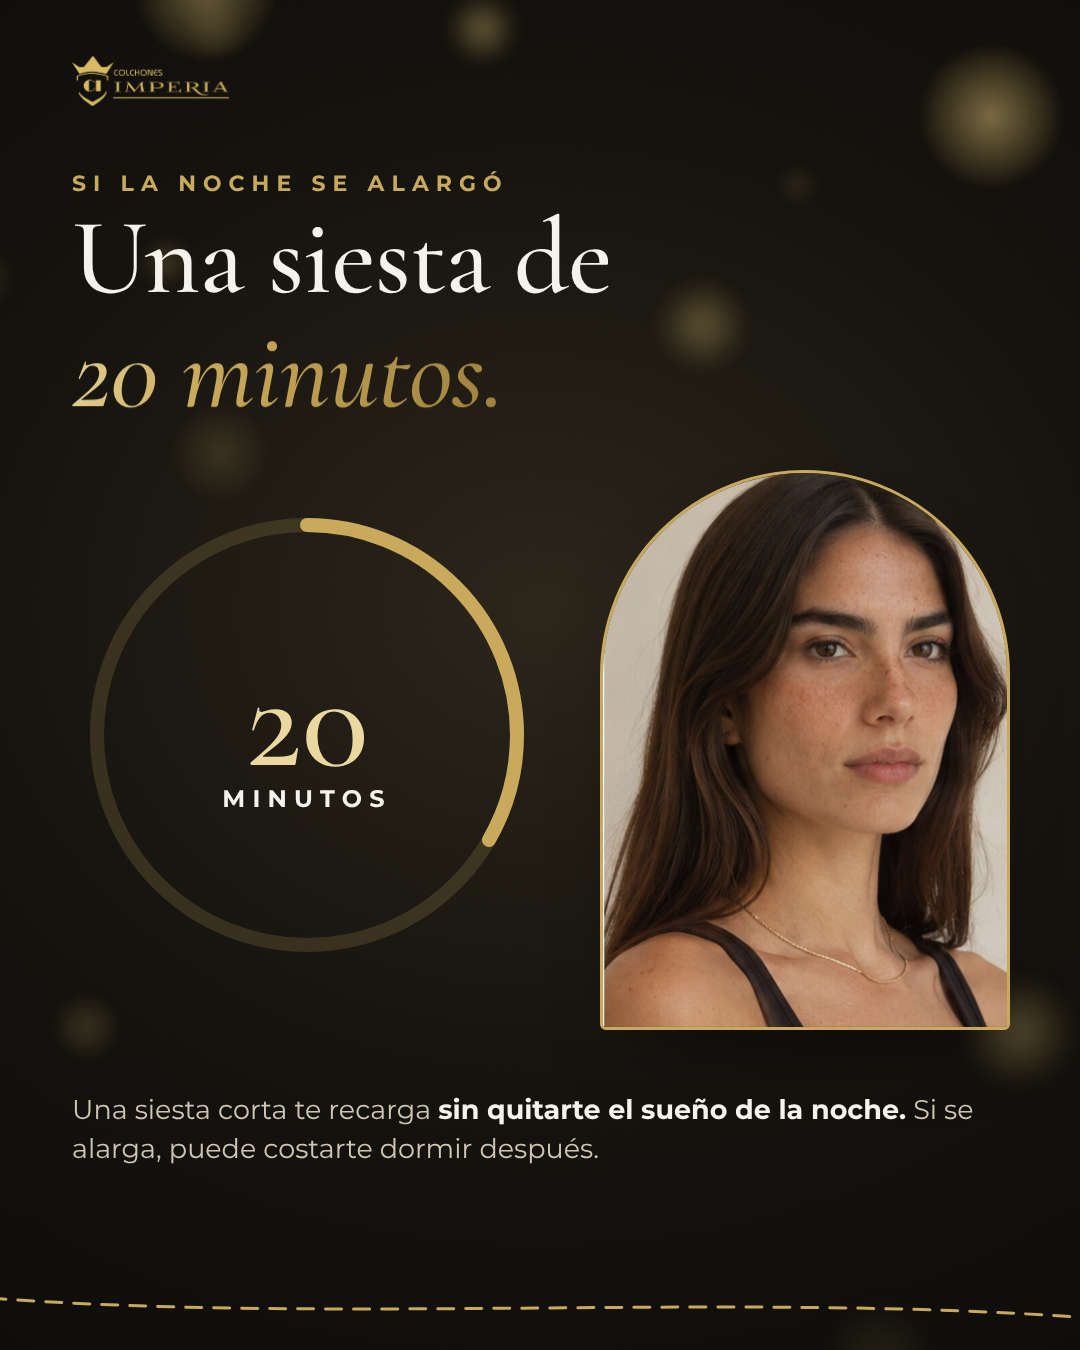 COLCHONES
a IMPERIA
SI LA NOCHE SE ALARGÓ
Una siesta de
20 minutos.
20
MINUTOS
Una siesta corta te recarga sin quitarte el sueño de la noche. Si se
alarga, puede costarte dormir después.